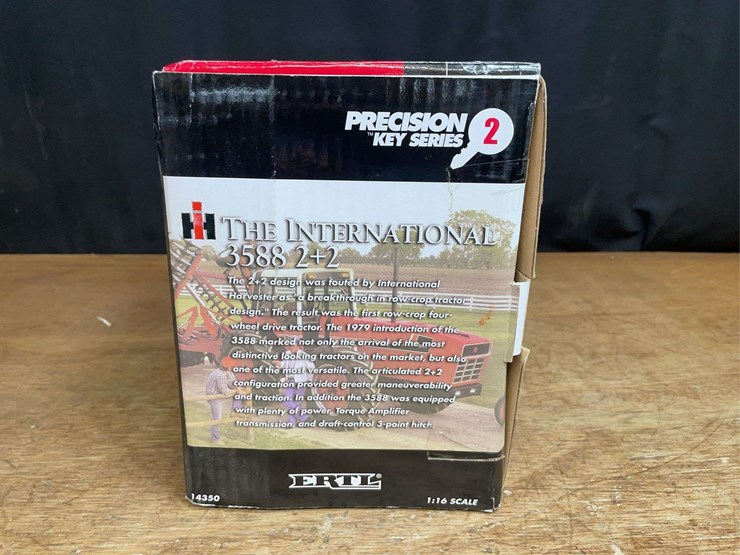 PRECISION
KEY SERIES
TM
2
IH
THE INTERNATIONAL
3588 2+2
The 2+2 design was touted by International
Harvester as "a breakthrough in row-crop tractor
design." The result was the first row-crop four-
wheel drive tractor. The 1979 introduction of the
3588 marked not only the arrival of the most
distinctive looking tractors on the market, but also
one of the most versatile. The articulated 2+2
configuration provided greater maneuverability
and traction. In addition the 3588 was equipped
with plenty of power, Torque Amplifier
transmission, and draft-control 3-point hitch.
ERTL®
14350
1:16 SCALE